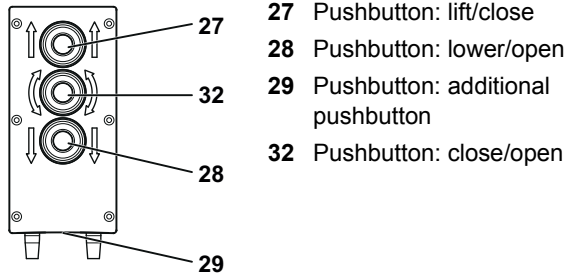 27
32
28
29
27 Pushbutton: lift/close
28 Pushbutton: lower/open
29 Pushbutton: additional
pushbutton
32 Pushbutton: close/open